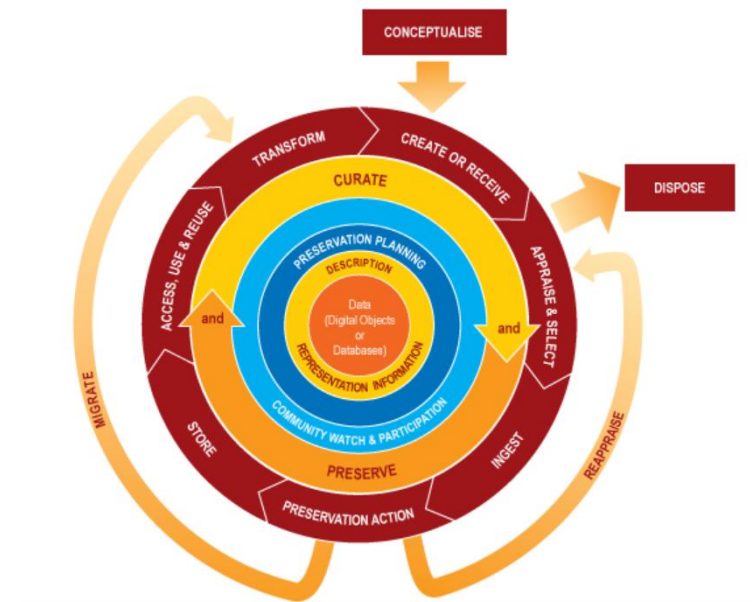 CONCEPTUALISE
TRANSFORM
CREATE OR RECEIVE
DISPOSE
CURATE
ACCESS, USE & REUSE
APPRAISE & SELECT
PRESERVATION PLANNING
DESCRIPTION
Data
(Digital Objects
or
Databases)
and
and
REPRESENTATION INFORMATION
COMMUNITY WATCH & PARTICIPATION
MIGRATE
STORE
INGEST
REAPPRAISE
PRESERVE
PRESERVATION ACTION